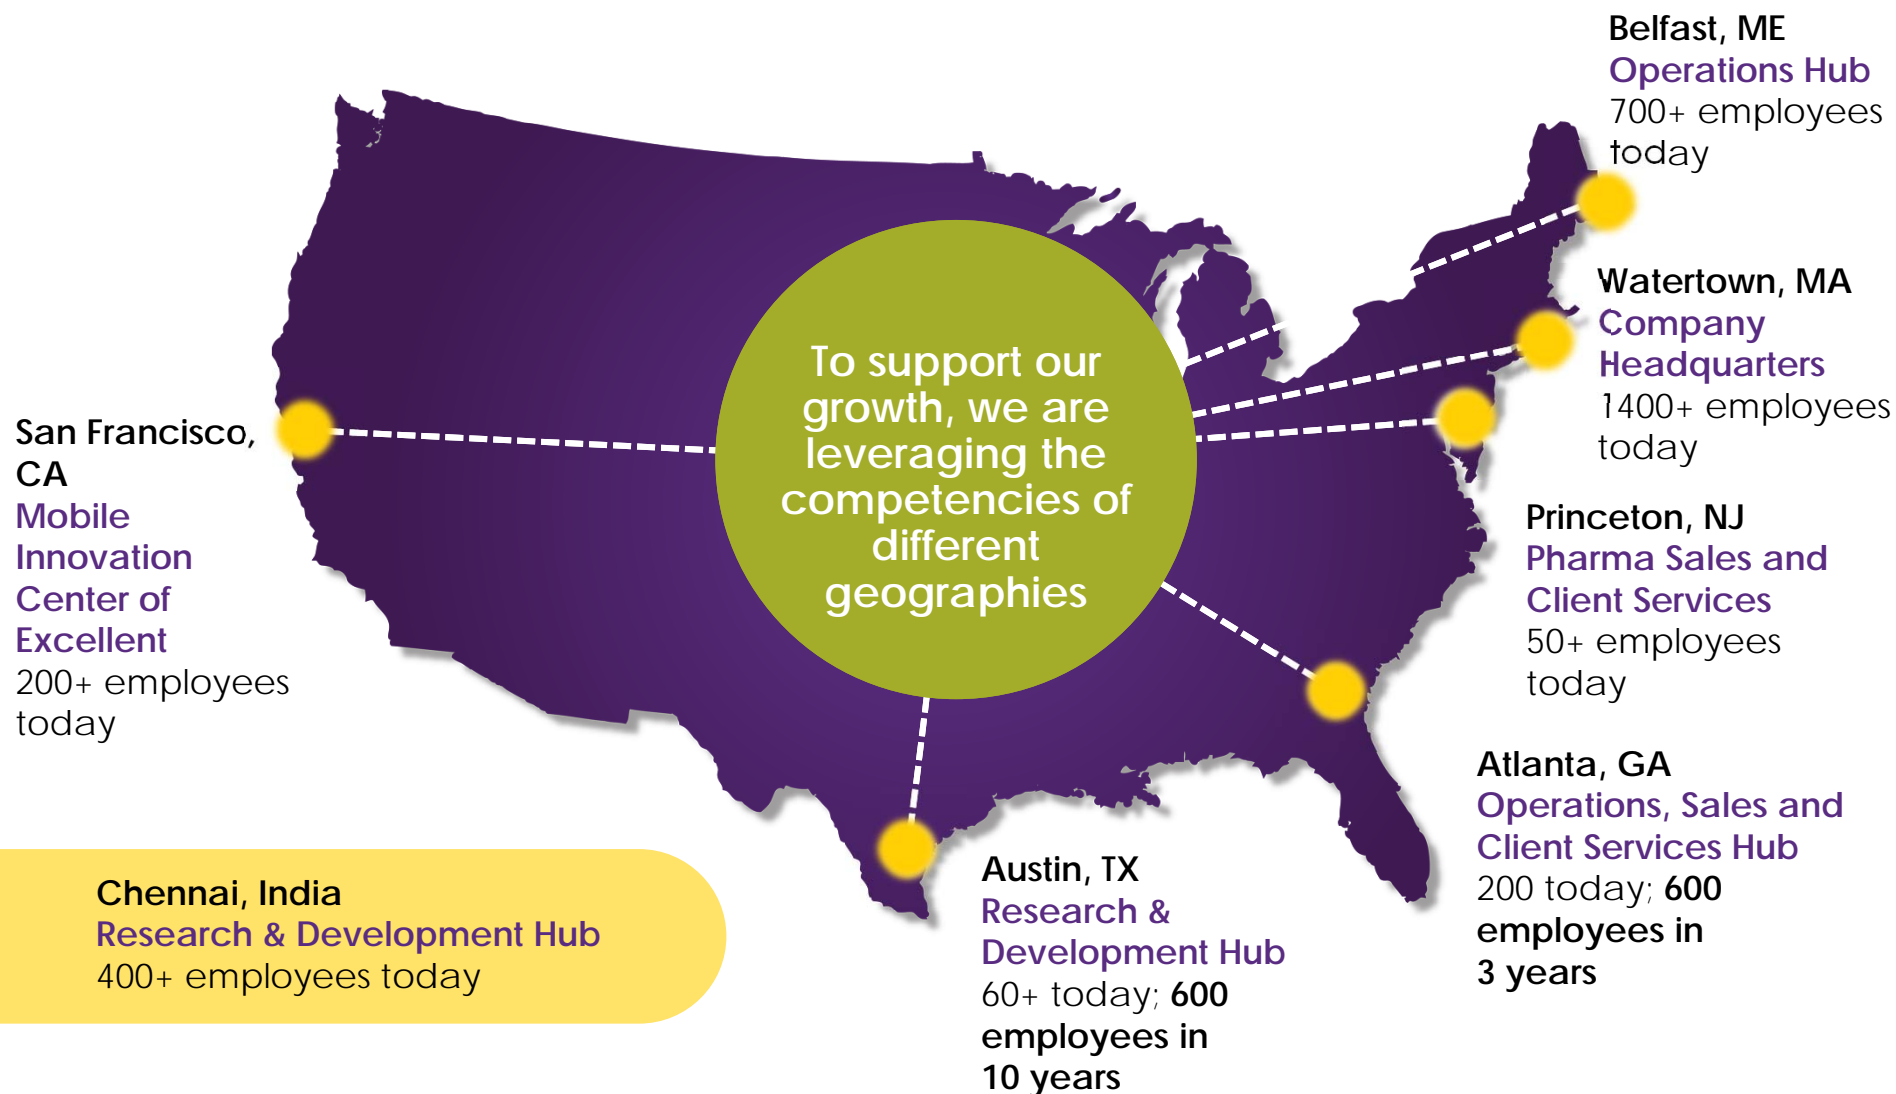 Belfast, ME
Operations Hub
700+ employees
today
Watertown, MA
Company
Headquarters
1400+ employees
today
To support our
growth, we are
leveraging the
competencies of
different
geographies
San Francisco,
CA
Mobile
Innovation
Center of
Excellent
200+ employees
today
Princeton, NJ
Pharma Sales and
Client Services
50+ employees
today
Atlanta, GA
Operations, Sales and
Client Services Hub
200 today; 600
employees in
3 years
Austin, TX
Research &
Development Hub
60+ today; 600
employees in
10 years
Chennai, India
Research & Development Hub
400+ employees today